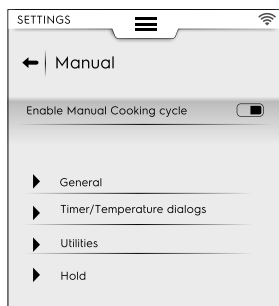 SETTINGS
Manual
Enable Manual Cooking cycle
General
Timer/Temperature dialogs
Utilities
Hold